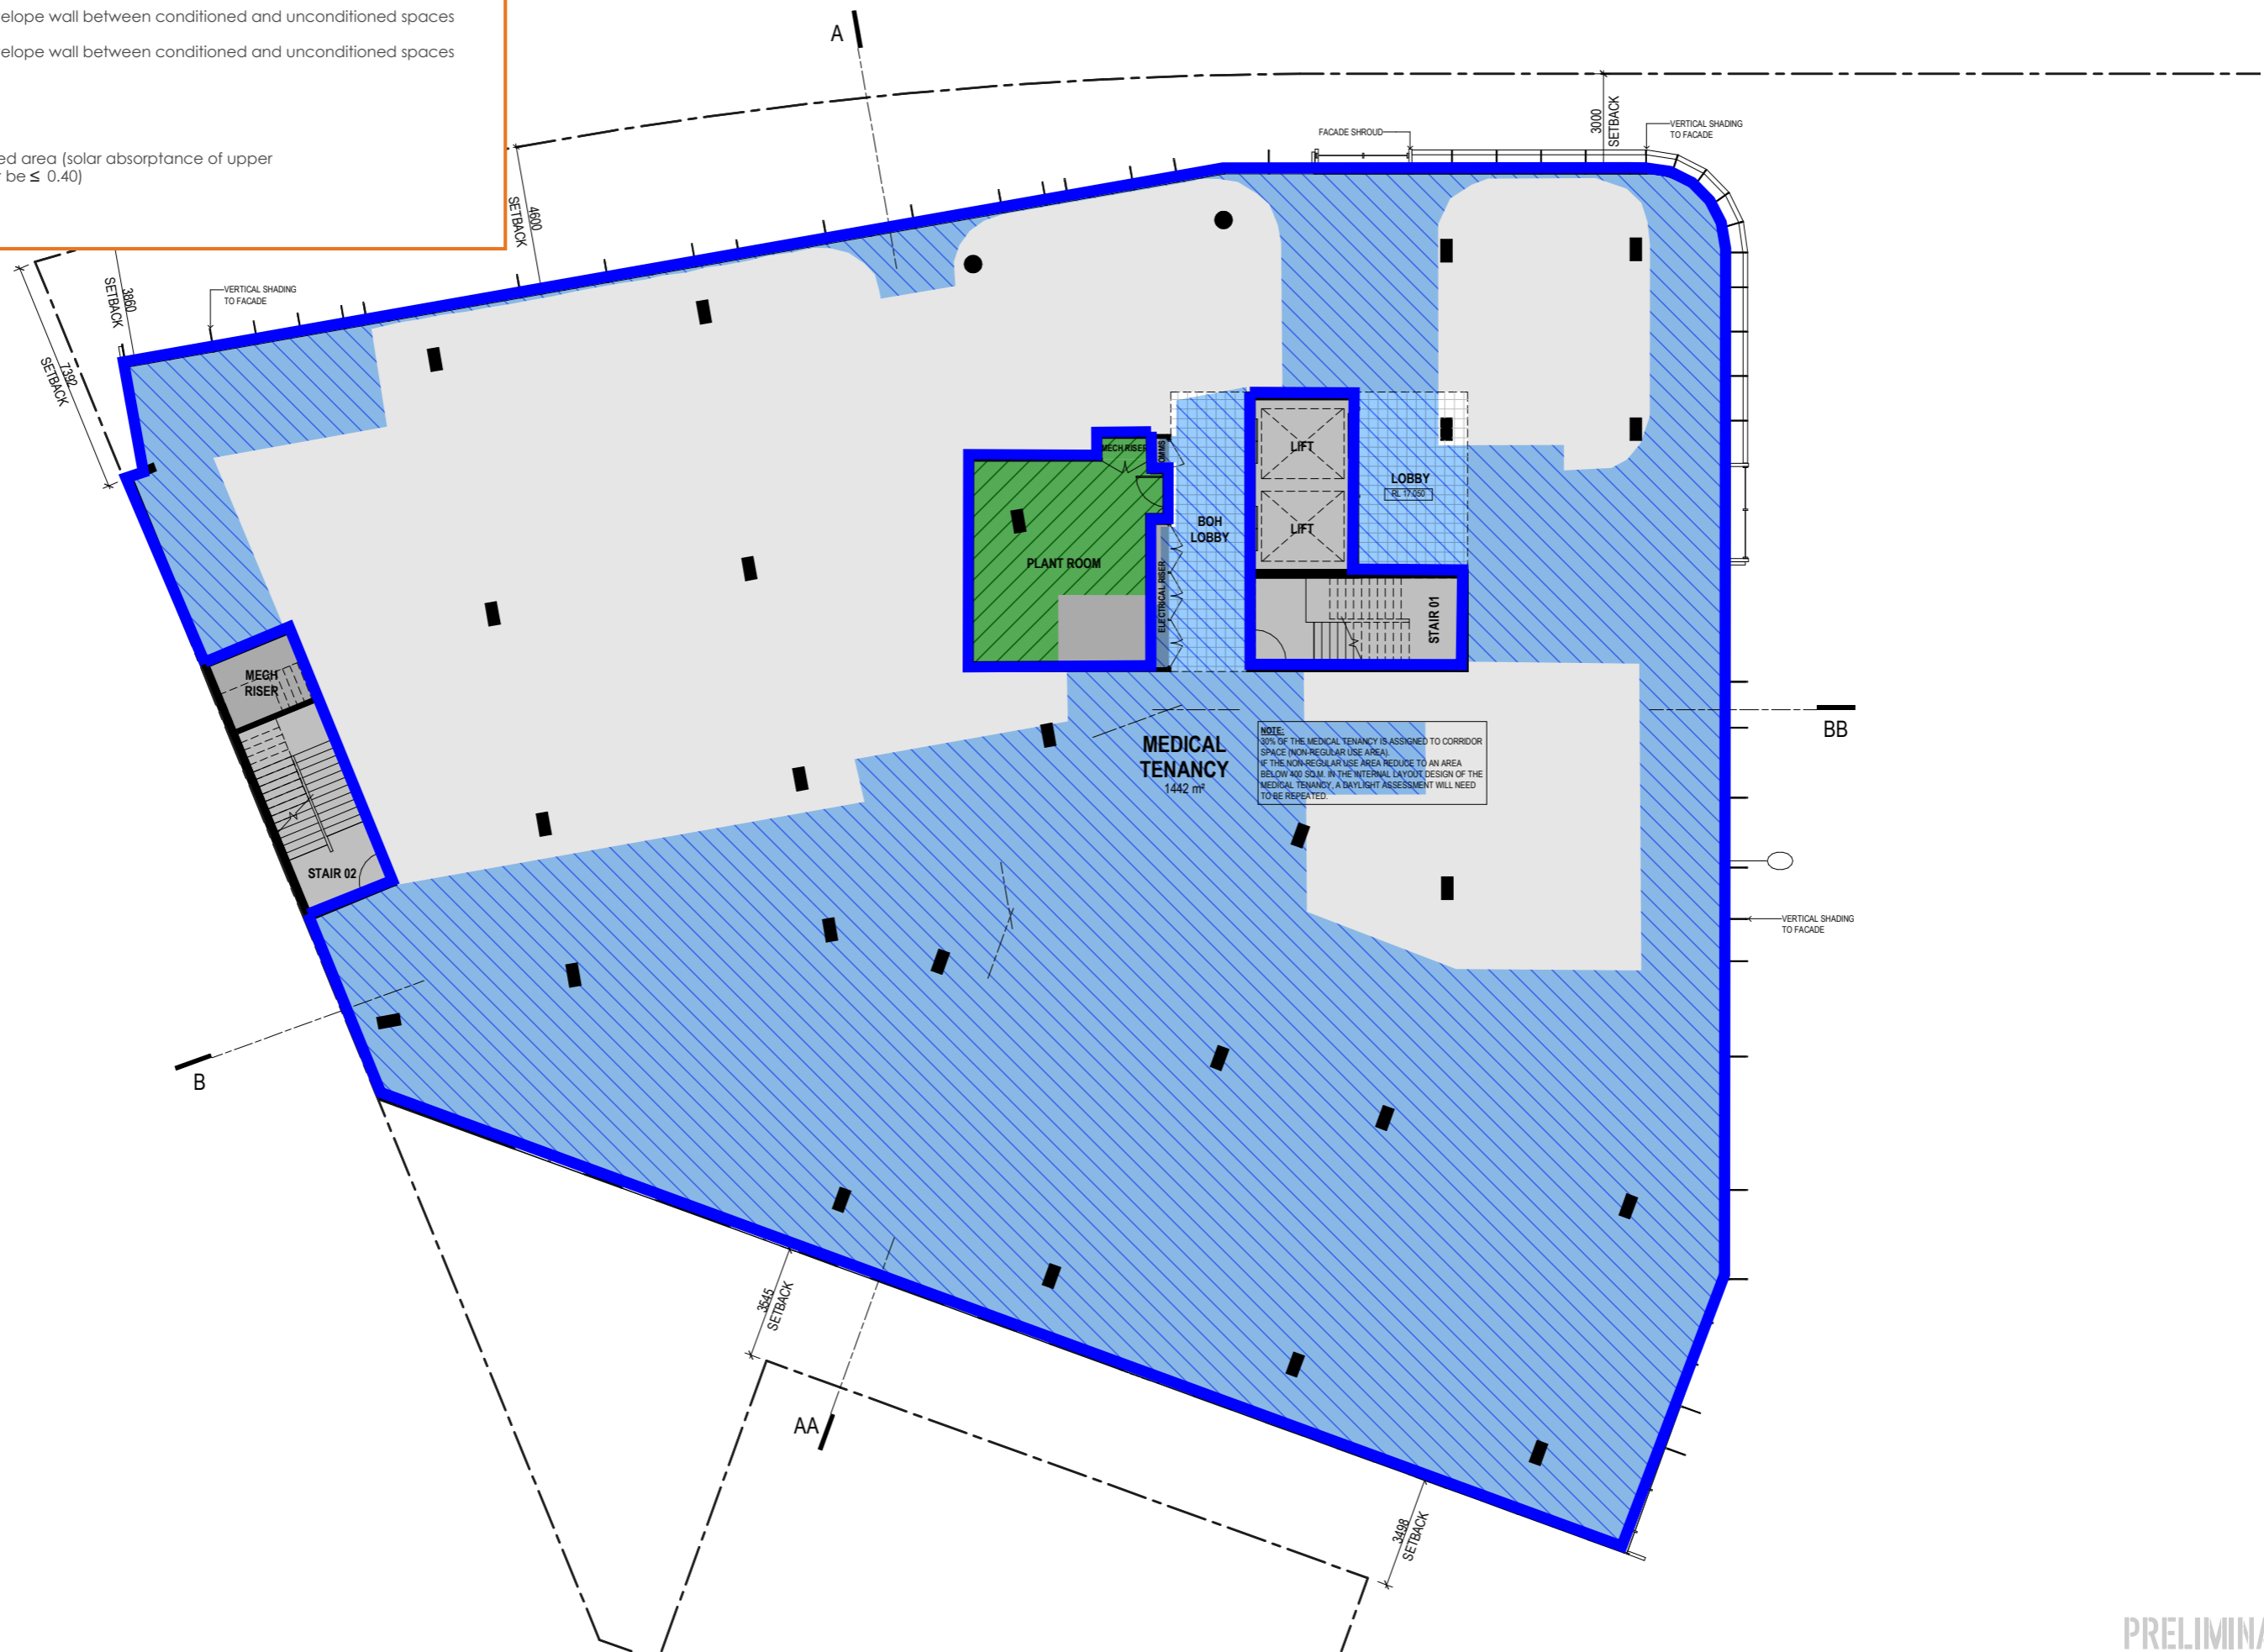 elope wall between conditioned and unconditioned spaces
elope wall between conditioned and unconditioned spaces
ed area (solar absorptance of upper
be ≤ 0.40)
A
3000
SETBACK
VERTICAL SHADING
TO FACADE
FACADE SHROUD
4600
SETBACK
3860
SETBACK
VERTICAL SHADING
TO FACADE
7392
SETBACK
MECH RISER
LIFT
LOBBY
RL 17.050
BOH
LOBBY
LIFT
PLANT ROOM
ELECTRICAL RISER
STAIR 01
MECH
RISER
MEDICAL
TENANCY
1442 m²
NOTE:
30% OF THE MEDICAL TENANCY IS ASSIGNED TO CORRIDOR
SPACE (NON-REGULAR USE AREA).
IF THE NON-REGULAR USE AREA REDUCE TO AN AREA
BELOW 400 SQ.M. IN THE INTERNAL LAYOUT DESIGN OF THE
MEDICAL TENANCY, A DAYLIGHT ASSESSMENT WILL NEED
TO BE REPEATED.
BB
STAIR 02
VERTICAL SHADING
TO FACADE
B
3545
SETBACK
AA
3498
SETBACK
PRELIMINA